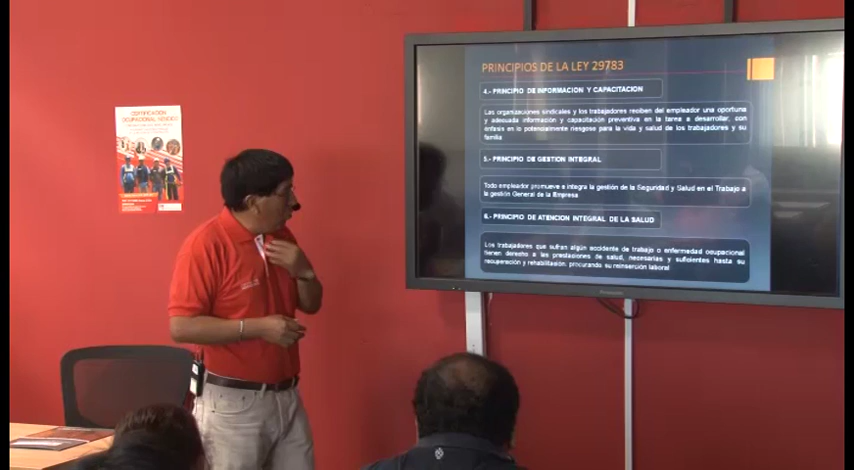 CERTIFICACIÓN
OCUPACIONAL MINERO
PRINCIPIOS DE LA LEY 29783
4.- PRINCIPIO DE INFORMACION Y CAPACITACION
Las organizaciones sindicales y los trabajadores reciben del empleador una oportuna
y adecuada información y capacitación preventiva en la tarea a desarrollar, con
énfasis en lo potencialmente riesgoso para la vida y salud de los trabajadores y su
familia
5.- PRINCIPIO DE GESTION INTEGRAL
Todo empleador promueve e integra la gestión de la Seguridad y Salud en el Trabajo a
la gestión General de la Empresa
6.- PRINCIPIO DE ATENCION INTEGRAL DE LA SALUD
Los trabajadores que sufran algún accidente de trabajo o enfermedad ocupacional
tienen derecho a las prestaciones de salud, necesarias y suficientes hasta su
recuperación y rehabilitación, procurando su reinserción laboral